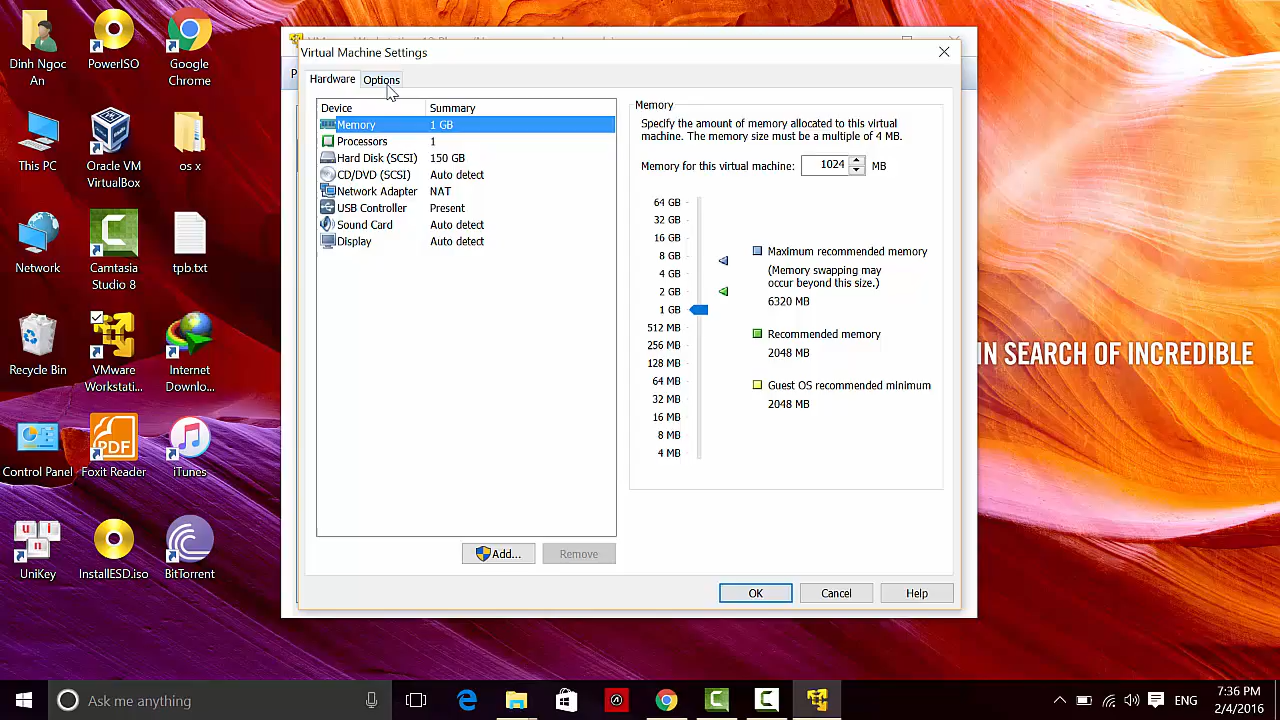 Dinh Ngoc
An
PowerISO
Google
Chrome
This PC
Oracle VM
VirtualBox
os x
Network
Camtasia
Studio 8
tpb.txt
Recycle Bin
VMware
Workstati...
Internet
Downlo...
Control Panel
PDF
Foxit Reader
iTunes
u i
n
UniKey
InstallESD.iso
BitTorrent
Virtual Machine Settings
Hardware
Options
Device
Summary
Memory
1 GB
Processors
1
Hard Disk (SCSI)
150 GB
CD/DVD (SCSI)
Auto detect
Network Adapter
NAT
USB Controller
Present
Sound Card
Auto detect
Display
Auto detect
Add...
Remove
Memory
Specify the amount of memory allocated to this virtual
machine. The memory size must be a multiple of 4 MB.
Memory for this virtual machine:
1024
MB
64 GB
32 GB
16 GB
8 GB
4 GB
2 GB
1 GB
512 MB
256 MB
128 MB
64 MB
32 MB
16 MB
8 MB
4 MB
Maximum recommended memory
(Memory swapping may
occur beyond this size.)
6320 MB
Recommended memory
2048 MB
Guest OS recommended minimum
2048 MB
OK
Cancel
Help
IN SEARCH OF INCREDIBLE
Ask me anything
ENG
7:36 PM
2/4/2016